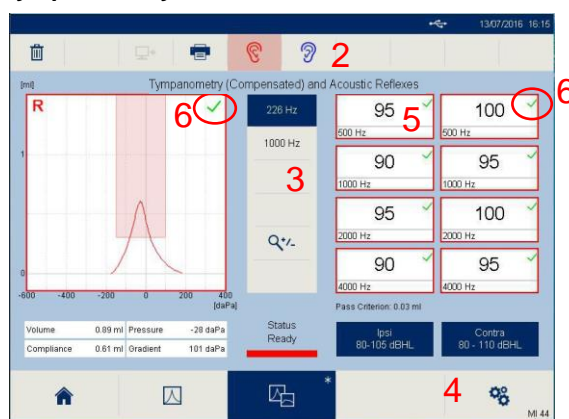 13/07/2016 16:15
2
[ml] Tympanometry (Compensated) and Acoustic Reflexes
R
6
226 Hz
95
5
500 Hz
100
6
500 Hz
1
1000 Hz
90
1000 Hz
95
1000 Hz
3
95
2000 Hz
100
2000 Hz
+/-
0
90
4000 Hz
95
4000 Hz
-600 -400 -200 0 200 400
[daPa]
Pass Criterion: 0.03 ml
Volume 0.89 ml Pressure -28 daPa
Compliance 0.61 ml Gradient 101 daPa
Status
Ready
Ipsi
80-105 dBHL
Contra
80 - 110 dBHL
*
4
MI 44